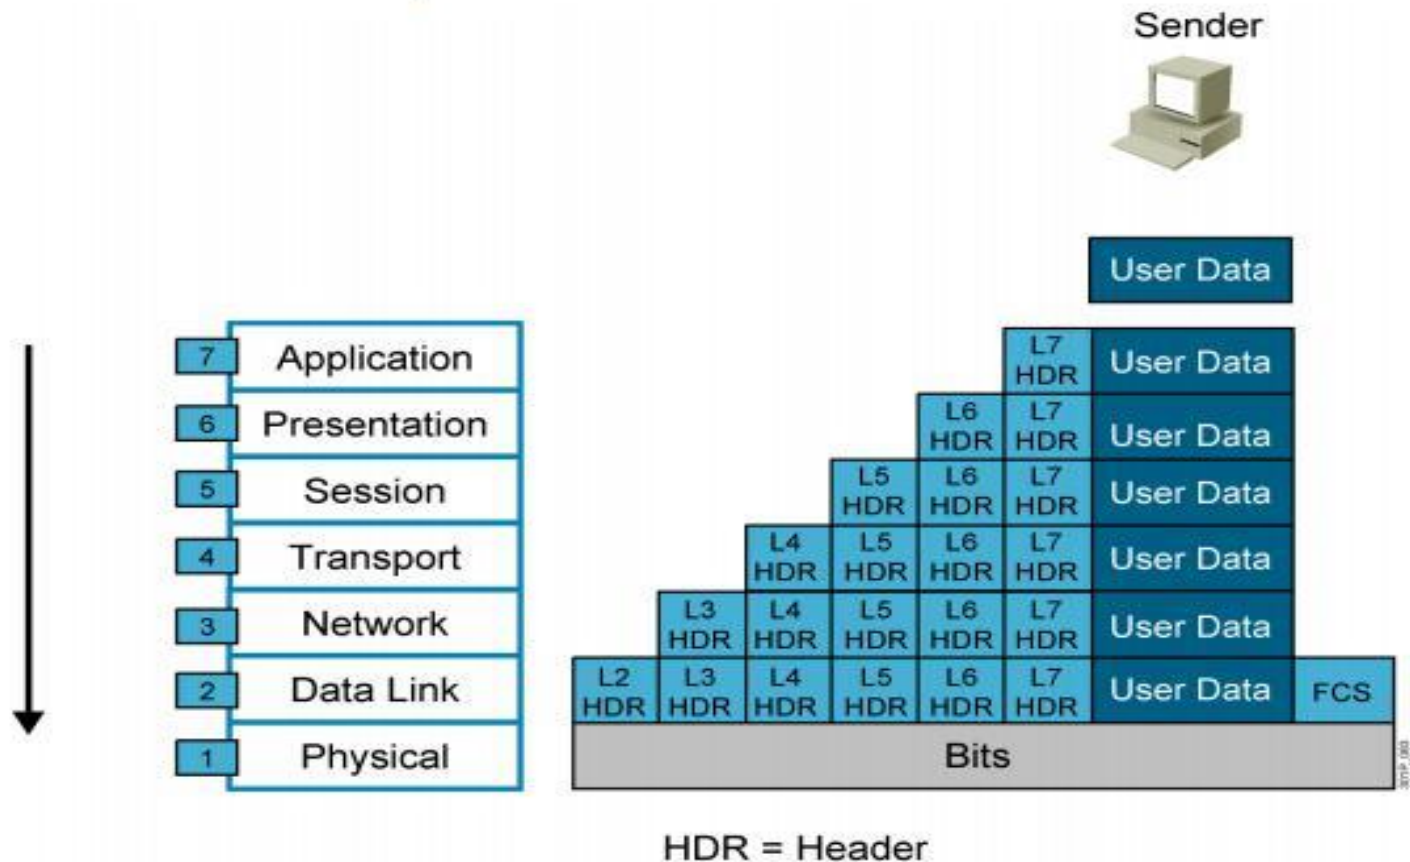 Sender
User Data
7 Application L7 HDR User Data
6 Presentation L6 HDR L7 HDR User Data
5 Session L5 HDR L6 HDR L7 HDR User Data
4 Transport L4 HDR L5 HDR L6 HDR L7 HDR User Data
3 Network L3 HDR L4 HDR L5 HDR L6 HDR L7 HDR User Data
2 Data Link L2 HDR L3 HDR L4 HDR L5 HDR L6 HDR L7 HDR User Data FCS
1 Physical Bits
HDR = Header